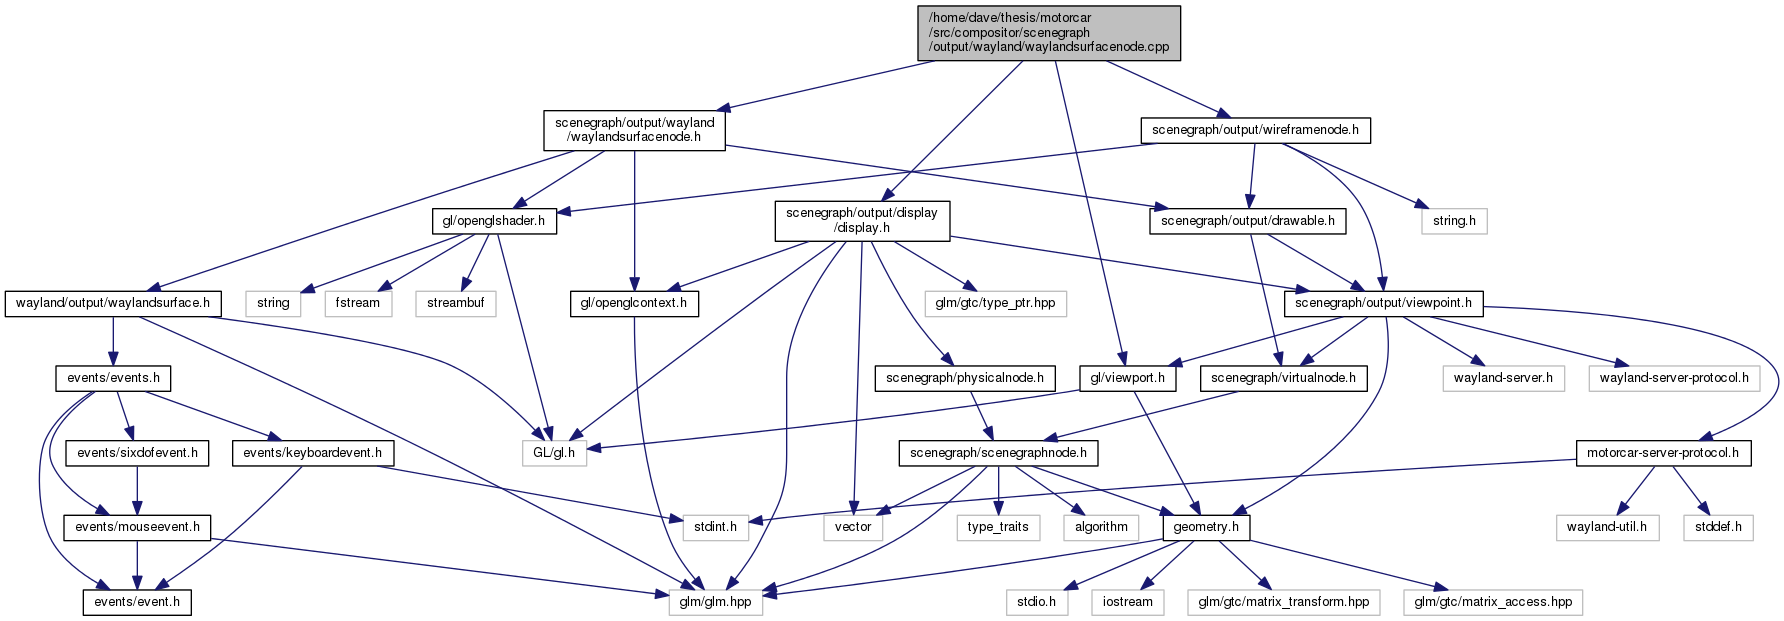 /home/dave/thesis/motorcar
/src/compositor/scenegraph
/output/wayland/waylandsurfacenode.cpp
scenegraph/output/wayland
/waylandsurfacenode.h
scenegraph/output/wireframenode.h
gl/openglshader.h
scenegraph/output/display
/display.h
scenegraph/output/drawable.h
string.h
wayland/output/waylandsurface.h
string
fstream
streambuf
gl/openglcontext.h
glm/gtc/type_ptr.hpp
scenegraph/output/viewpoint.h
events/events.h
scenegraph/physicalnode.h
gl/viewport.h
scenegraph/virtualnode.h
wayland-server.h
wayland-server-protocol.h
events/sixdofevent.h
events/keyboardevent.h
GL/gl.h
scenegraph/scenegraphnode.h
motorcar-server-protocol.h
events/mouseevent.h
stdint.h
vector
type_traits
algorithm
geometry.h
wayland-util.h
stddef.h
events/event.h
glm/glm.hpp
stdio.h
iostream
glm/gtc/matrix_transform.hpp
glm/gtc/matrix_access.hpp